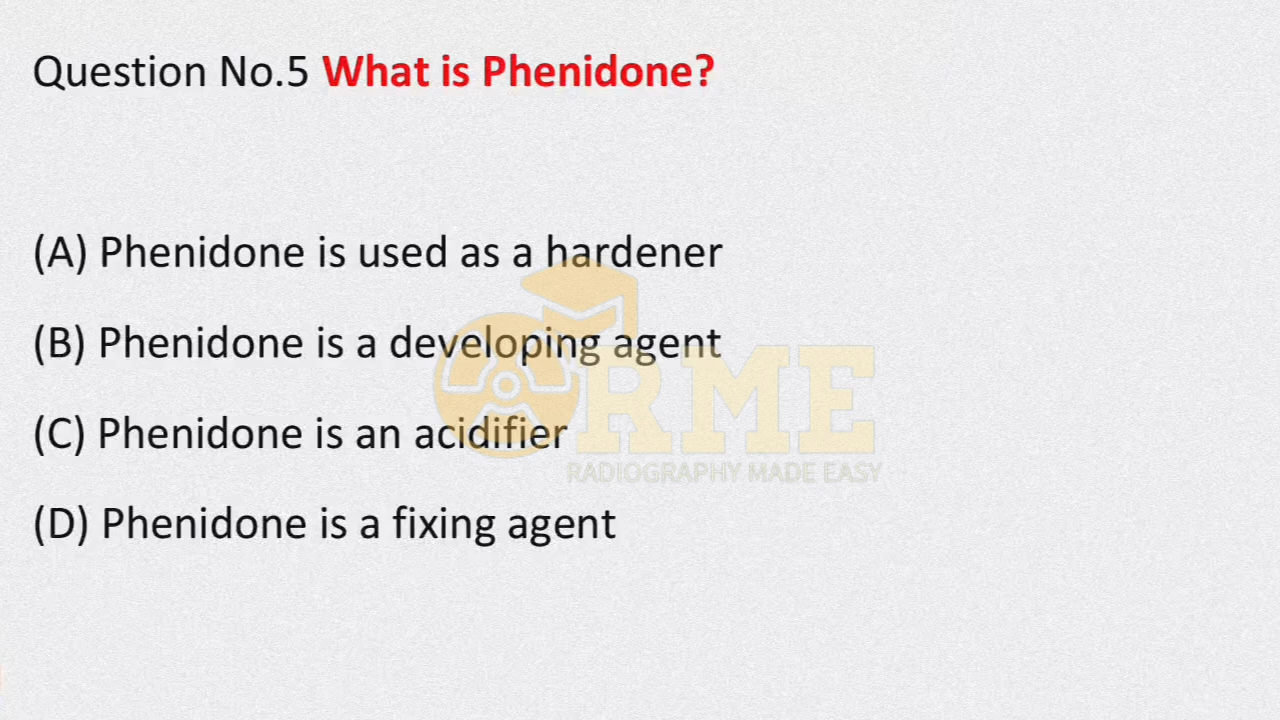 Question No.5 What is Phenidone?
(A) Phenidone is used as a hardener
(B) Phenidone is a developing agent
(C) Phenidone is an acidifier
(D) Phenidone is a fixing agent
RME
RADIOGRAPHY MADE EASY